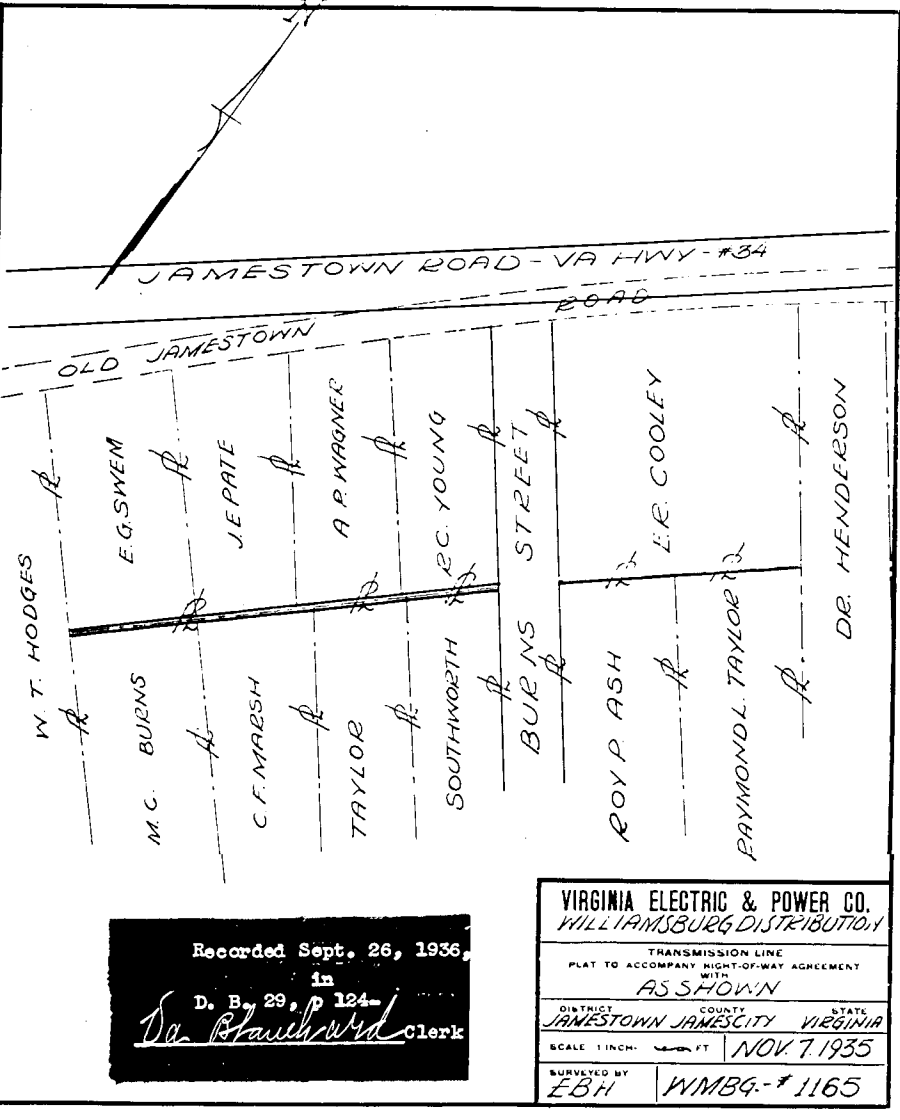 JAMESTOWN ROAD-VA HWY-#34
OLD JAMESTOWN ROAD
W. T. HODGES
E.G. SWEM
J.E PATE
A P. WAGNER
R.C. YOUNG
BURNS STREET
E.R. COOLEY
DR. HENDERSON
M.C. BURNS
C.F. MARSH
TAYLOR
SOUTHWORTH
ROY P. ASH
RAYMOND L. TAYLOR
Recorded Sept. 26, 1936,
in
D. B. 29, p 124-
Clerk
VIRGINIA ELECTRIC & POWER CO.
WILLIAMSBURG DISTRIBUTION
TRANSMISSION LINE
PLAT TO ACCOMPANY RIGHT-OF-WAY AGREEMENT
WITH
AS SHOWN
DISTRICT COUNTY STATE
JAMESTOWN JAMES CITY VIRGINIA
SCALE 1 INCH- FT NOV. 7. 1935
SURVEYED BY
EBH WMBG.-# 1165